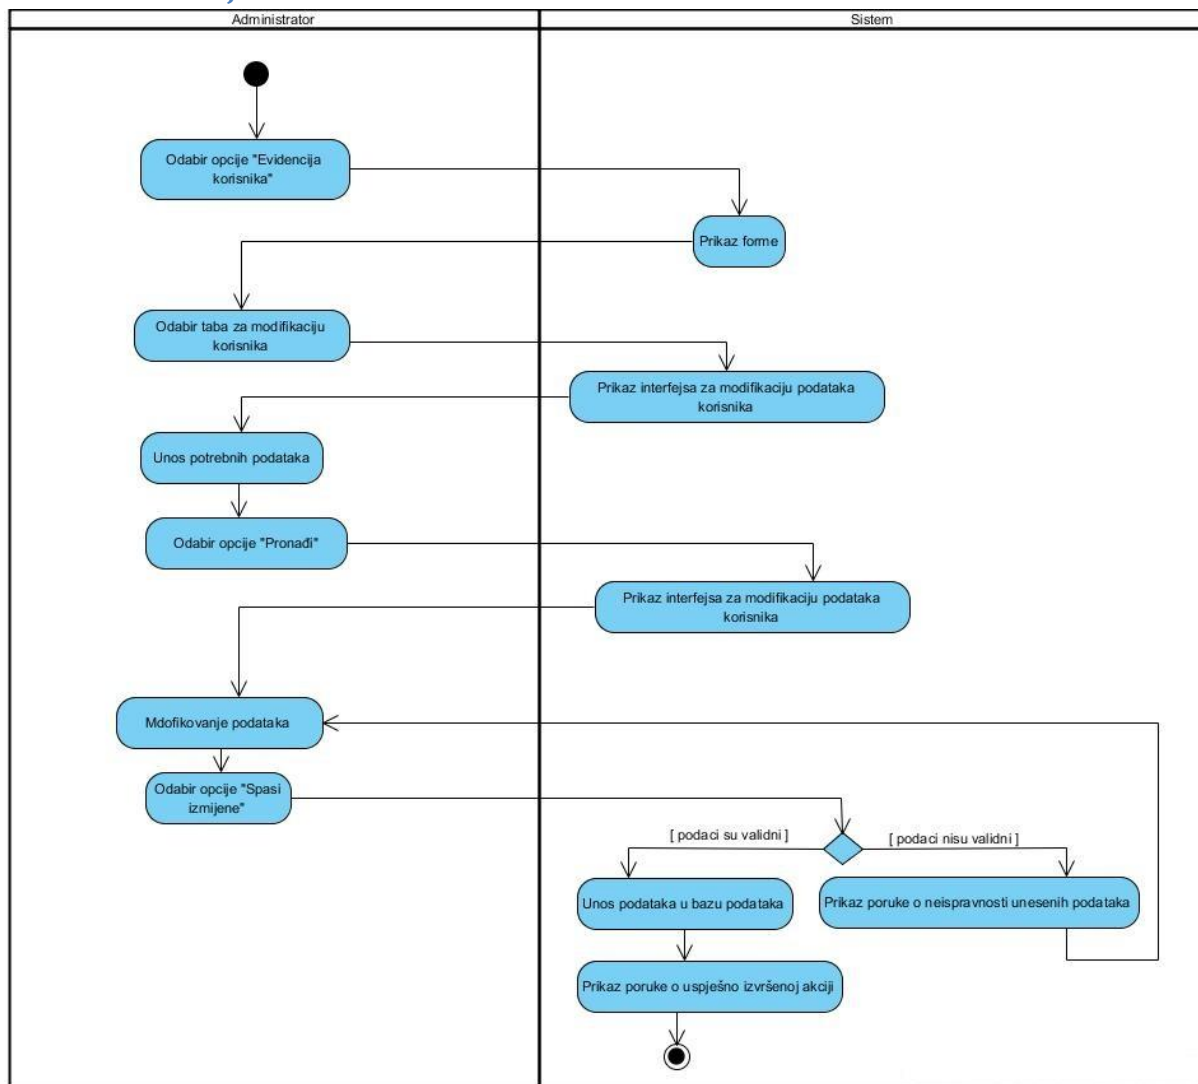 Administrator
Sistem
Odabir opcije "Evidencija
korisnika"
Prikaz forme
Odabir taba za modifikaciju
korisnika
Prikaz interfejsa za modifikaciju podataka
korisnika
Unos potrebnih podataka
Odabir opcije "Pronađi"
Prikaz interfejsa za modifikaciju podataka
korisnika
Mdofikovanje podataka
Odabir opcije "Spasi
izmijene"
[ podaci su validni ]
[ podaci nisu validni ]
Unos podataka u bazu podataka
Prikaz poruke o neispravnosti unesenih podataka
Prikaz poruke o uspješno izvršenoj akciji